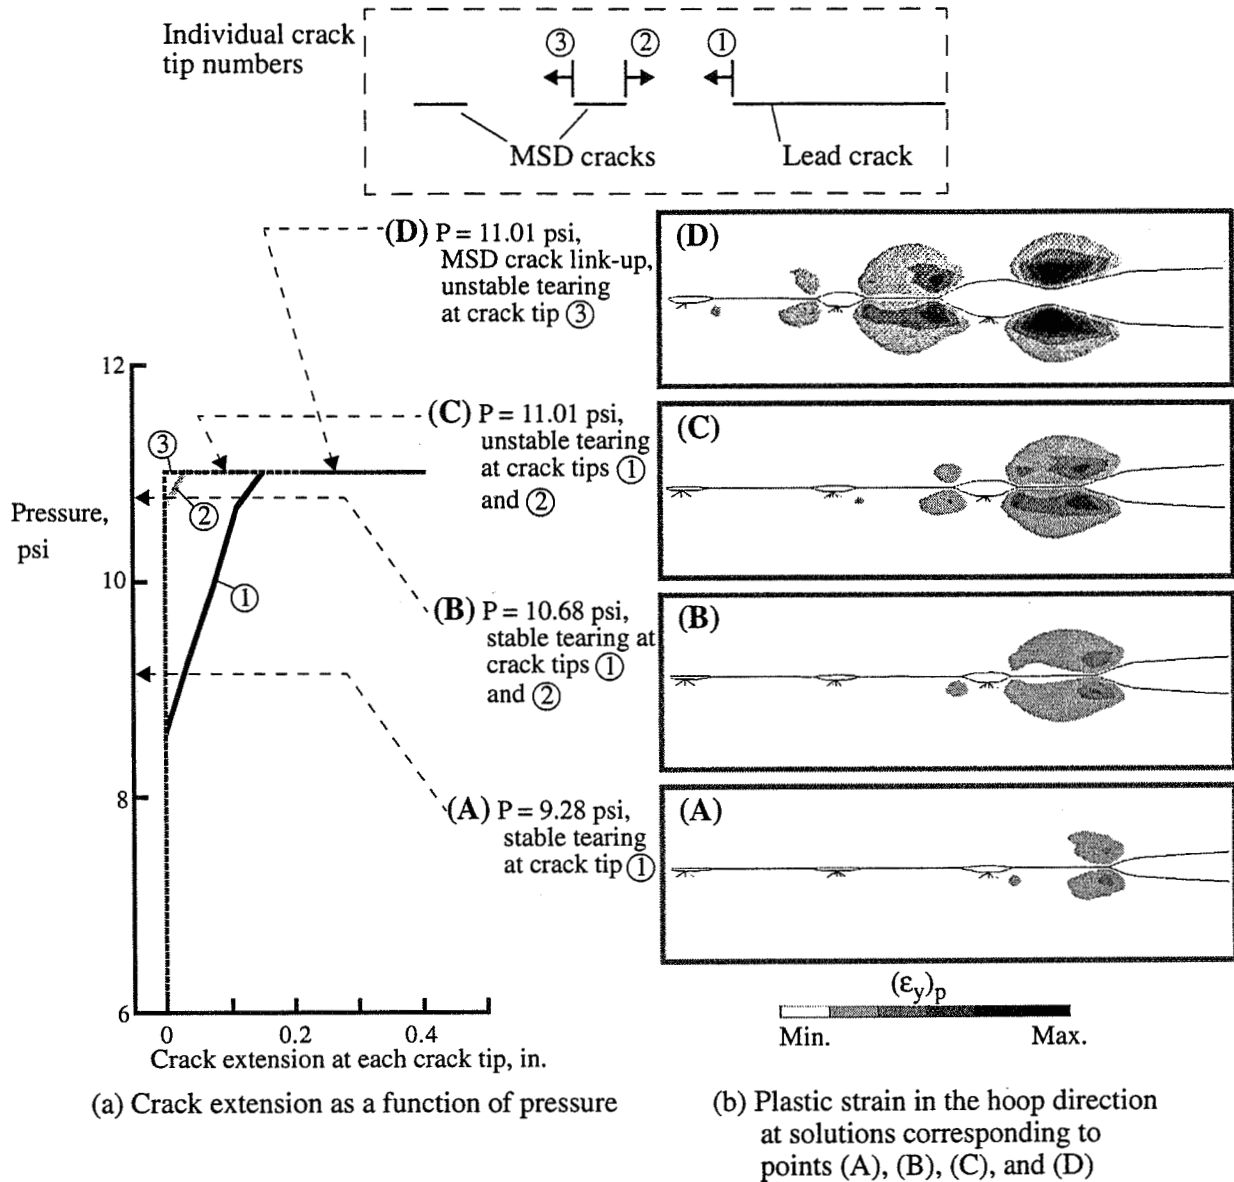 Individual crack
tip numbers
③ ② ①
MSD cracks
Lead crack
(D) P = 11.01 psi,
MSD crack link-up,
unstable tearing
at crack tip ③
(C) P = 11.01 psi,
unstable tearing
at crack tips ①
and ②
(B) P = 10.68 psi,
stable tearing at
crack tips ①
and ②
(A) P = 9.28 psi,
stable tearing
at crack tip ①
12
10
8
6
Pressure,
psi
③
②
①
0 0.2 0.4
Crack extension at each crack tip, in.
(a) Crack extension as a function of pressure
(D)
(C)
(B)
(A)
(εy)p
Min. Max.
(b) Plastic strain in the hoop direction
at solutions corresponding to
points (A), (B), (C), and (D)